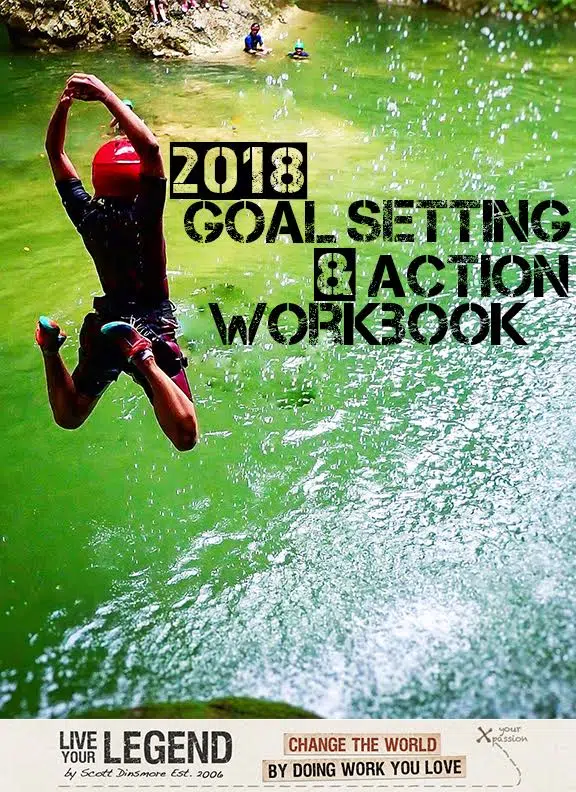 2018
GOAL SETTING
& ACTION
WORKBOOK
LIVE
YOUR LEGEND
by Scott Dinsmore Est. 2006
CHANGE THE WORLD
BY DOING WORK YOU LOVE
X your
passion